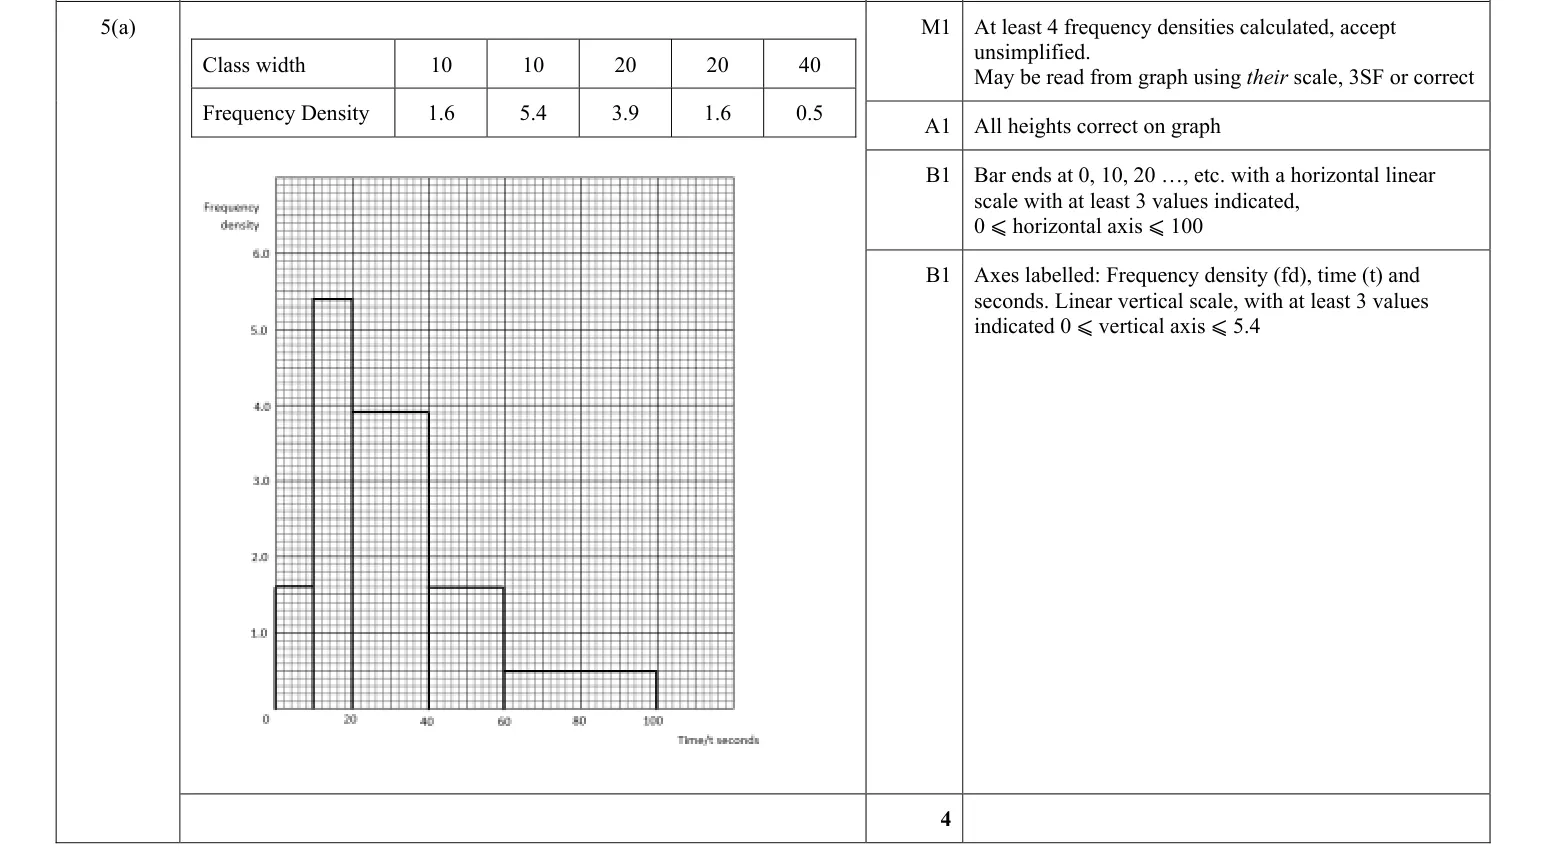 5(a)
Class width 10 10 20 20 40
Frequency Density 1.6 5.4 3.9 1.6 0.5
Frequency
density
6.0
5.0
4.0
3.0
2.0
1.0
0 20 40 60 80 100
Time/t seconds
M1 At least 4 frequency densities calculated, accept
unsimplified.
May be read from graph using their scale, 3SF or correct
A1 All heights correct on graph
B1 Bar ends at 0, 10, 20 …, etc. with a horizontal linear
scale with at least 3 values indicated,
0 ⩽ horizontal axis ⩽ 100
B1 Axes labelled: Frequency density (fd), time (t) and
seconds. Linear vertical scale, with at least 3 values
indicated 0 ⩽ vertical axis ⩽ 5.4
4